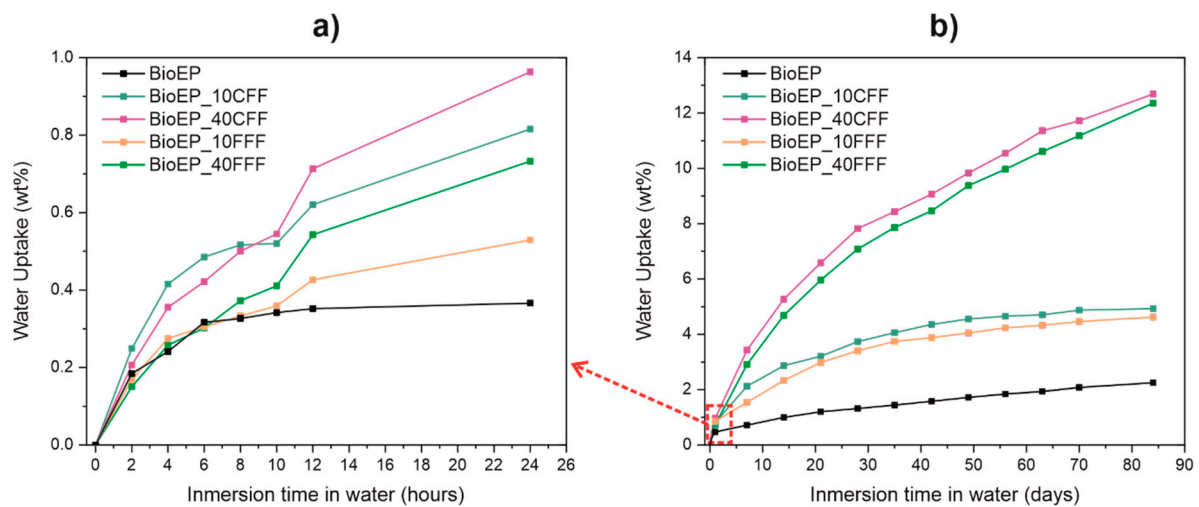 a)
1.0
0.8
0.6
0.4
0.2
0.0
Water Uptake (wt%)
BioEP
BioEP_10CFF
BioEP_40CFF
BioEP_10FFF
BioEP_40FFF
0 2 4 6 8 10 12 14 16 18 20 22 24 26
Inmersion time in water (hours)
b)
14
12
10
8
6
4
2
0
Water Uptake (wt%)
BioEP
BioEP_10CFF
BioEP_40CFF
BioEP_10FFF
BioEP_40FFF
0 10 20 30 40 50 60 70 80 90
Inmersion time in water (days)